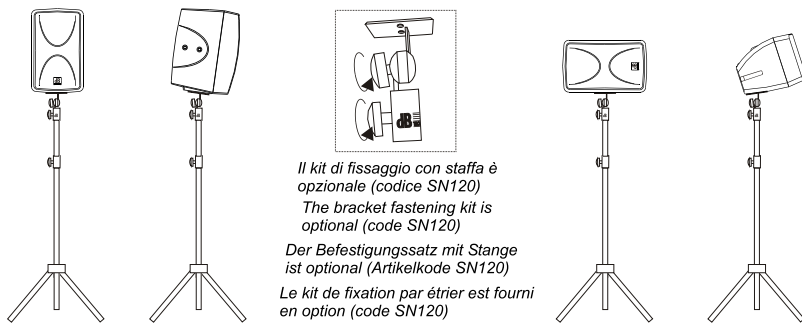 dB
Il kit di fissaggio con staffa è
opzionale (codice SN120)
The bracket fastening kit is
optional (code SN120)
Der Befestigungssatz mit Stange
ist optional (Artikelkode SN120)
Le kit de fixation par étrier est fourni
en option (code SN120)